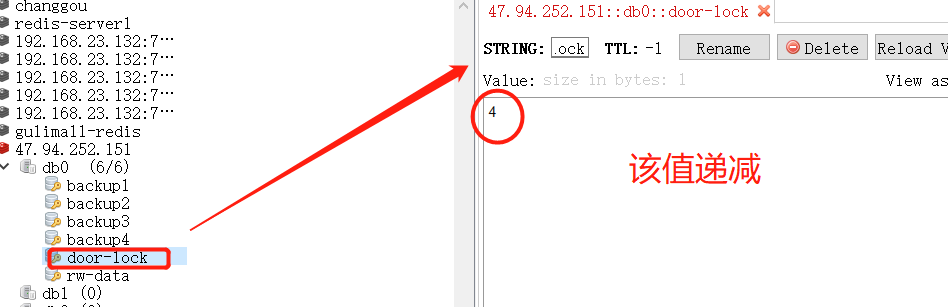 changgou
redis-server1
192.168.23.132:7…
192.168.23.132:7…
192.168.23.132:7…
192.168.23.132:7…
192.168.23.132:7…
gulimall-redis
47.94.252.151
db0 (6/6)
backup1
backup2
backup3
backup4
door-lock
rw-data
db1 (0)
47.94.252.151::db0::door-lock
STRING: .ock TTL: -1 Rename Delete Reload V
Value: size in bytes: 1 View as
4
该值递减